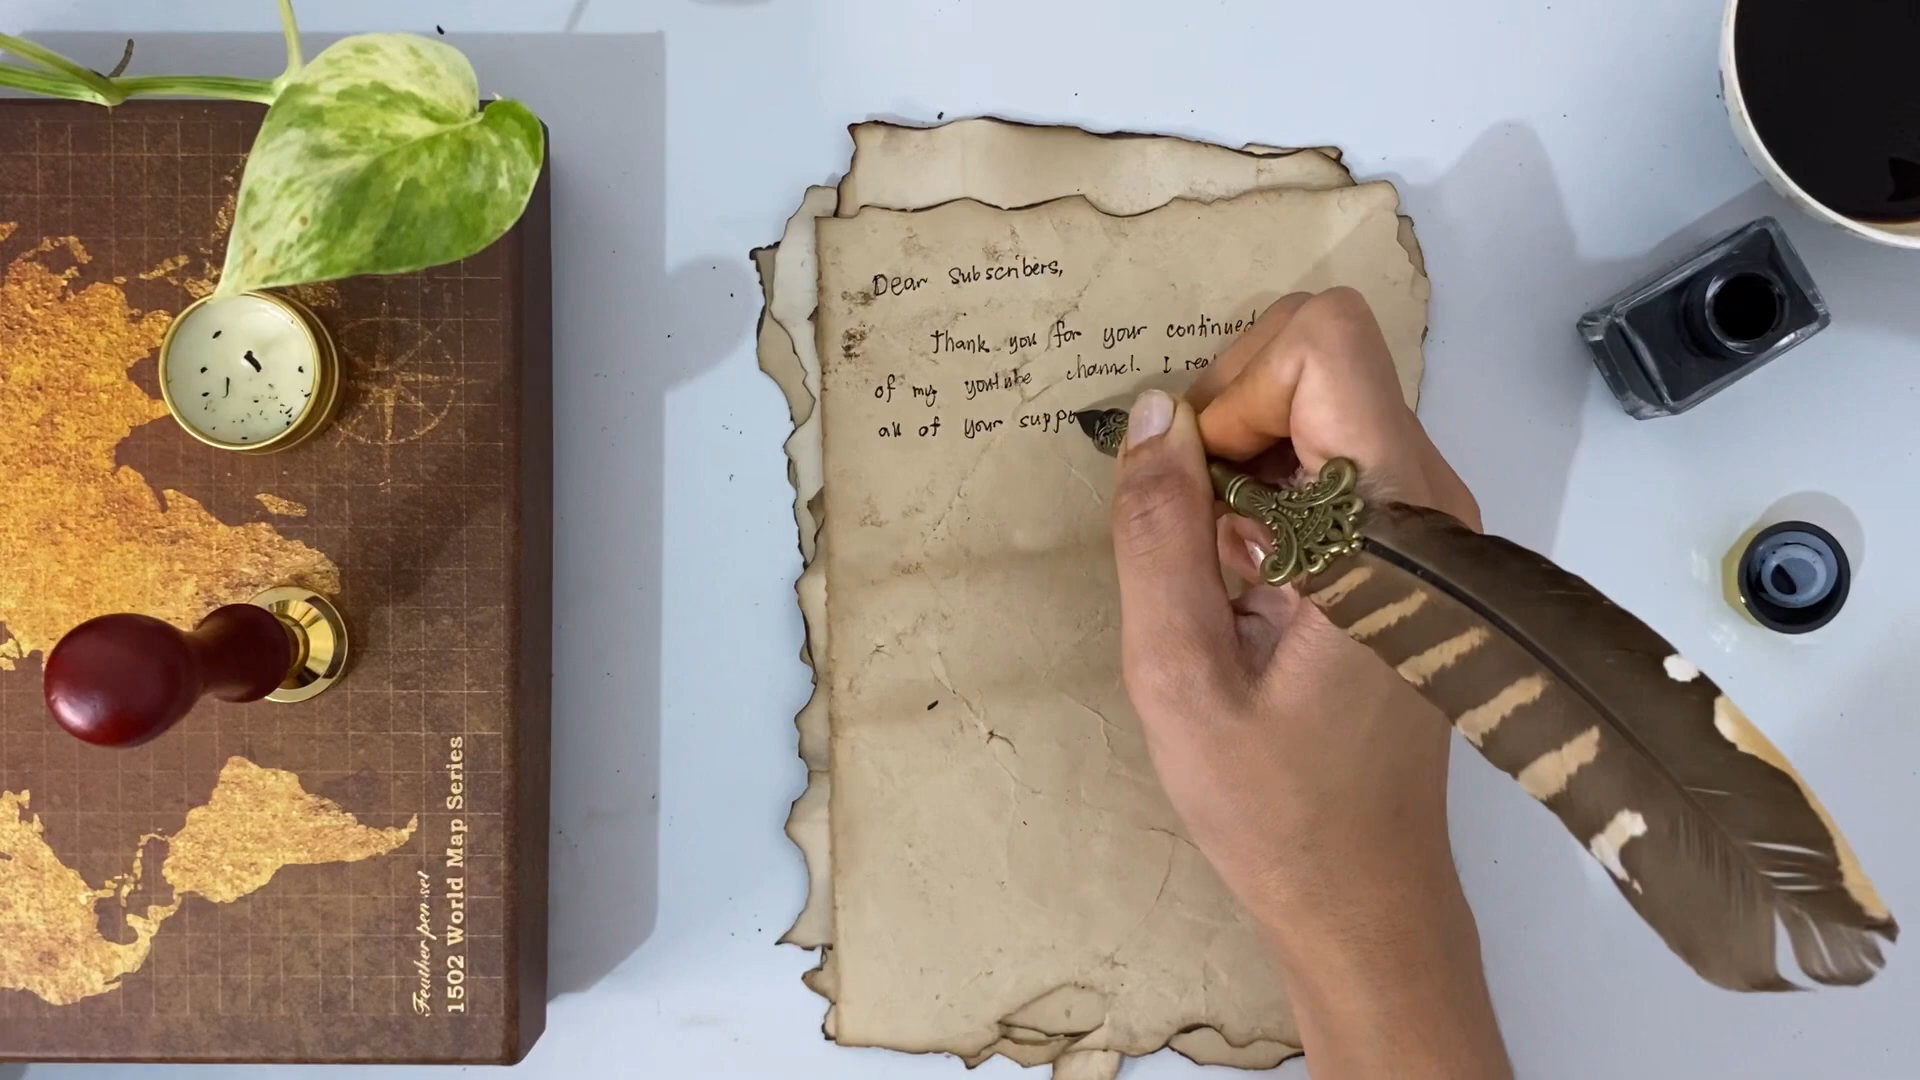 Dear Subscribers,
Thank you for your continued
of my youtube channel. I
all of your
Feather pen set
1502 World Map Series